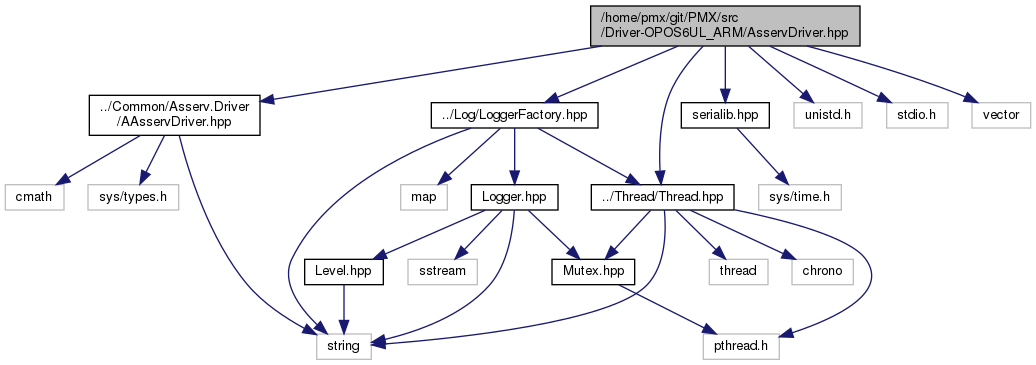 /home/pmx/git/PMX/src
/Driver-OPOS6UL_ARM/AsservDriver.hpp
../Common/Asserv.Driver
/AAsservDriver.hpp
../Log/LoggerFactory.hpp
serialib.hpp
unistd.h
stdio.h
vector
cmath
sys/types.h
map
Logger.hpp
../Thread/Thread.hpp
sys/time.h
Level.hpp
sstream
Mutex.hpp
thread
chrono
string
pthread.h